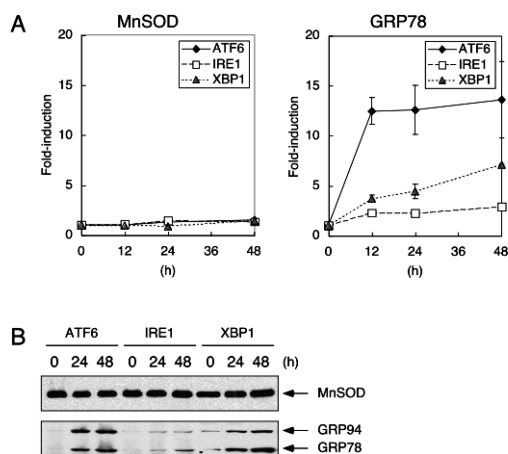 A
MnSOD
GRP78
ATF6
IRE1
XBP1
ATF6
IRE1
XBP1
Fold-induction
20
15
10
5
0
0 12 24 36 48
(h)
Fold-induction
20
15
10
5
0
0 12 24 36 48
(h)
B
ATF6 IRE1 XBP1
0 24 48 0 24 48 0 24 48 (h)
MnSOD
GRP94
GRP78